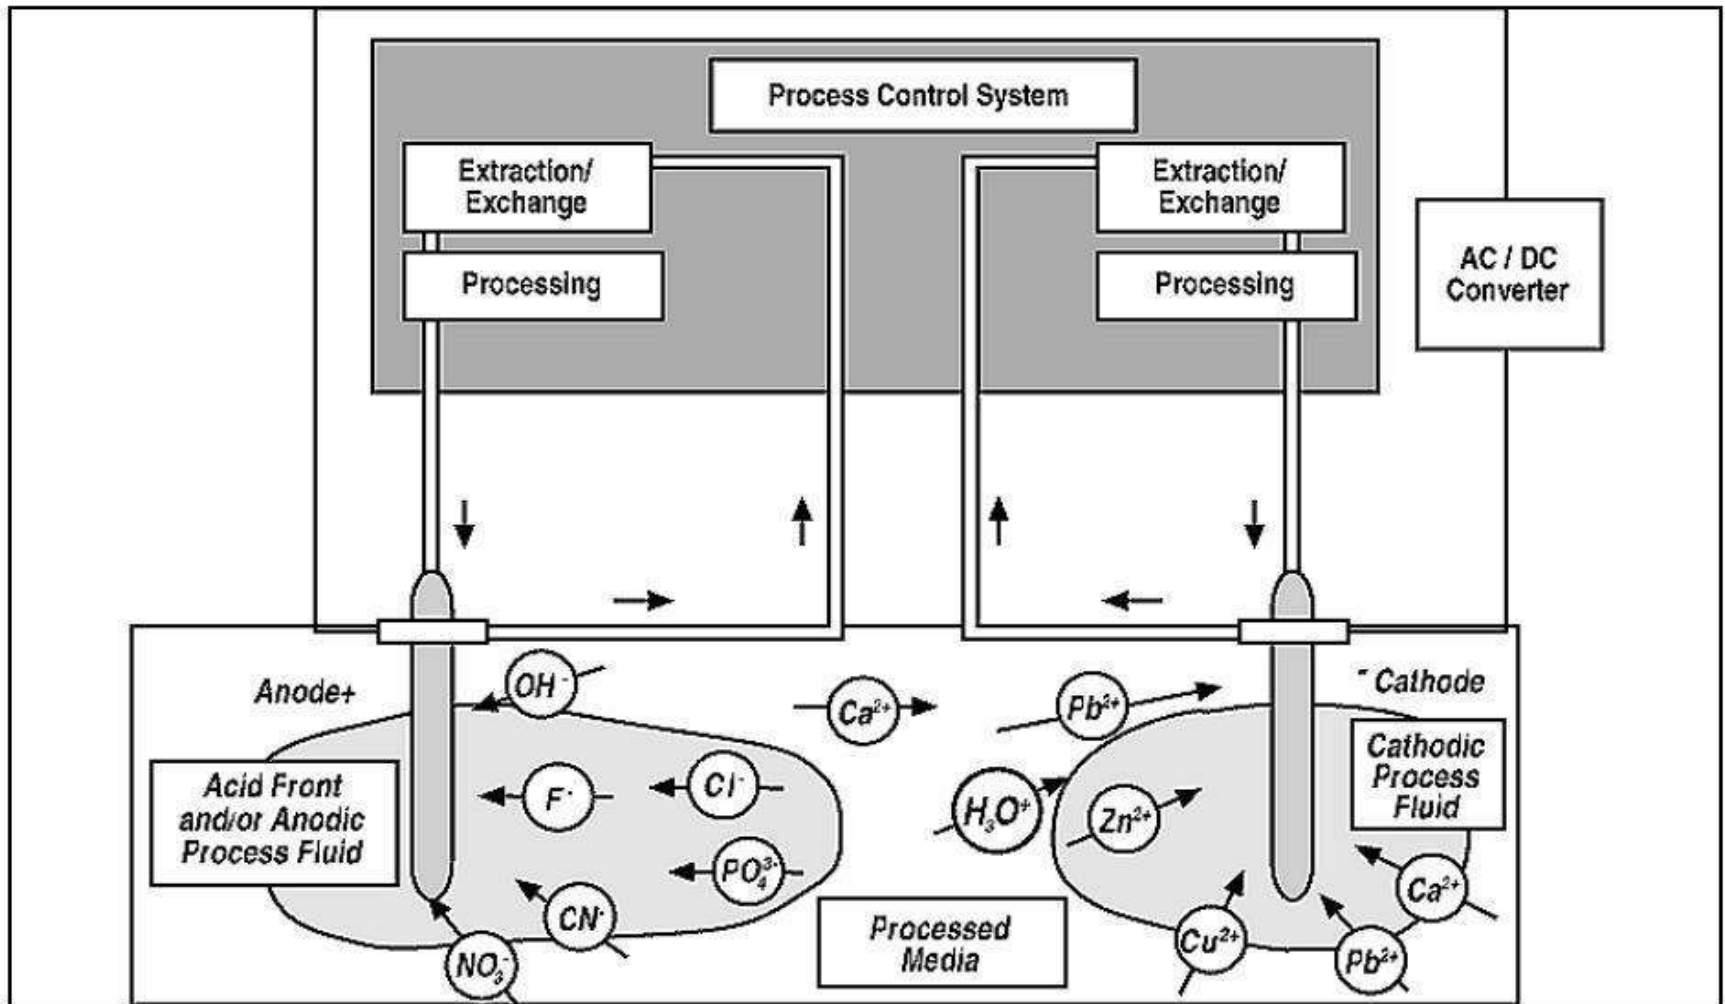 Process Control System
Extraction/
Exchange
Processing
Extraction/
Exchange
Processing
AC / DC
Converter
Anode+
- Cathode
OH-
Ca2+
Pb2+
Acid Front
and/or Anodic
Process Fluid
F-
Cl-
PO43-
CN-
NO3-
H3O+
Zn2+
Cathodic
Process
Fluid
Ca2+
Cu2+
Pb2+
Processed
Media